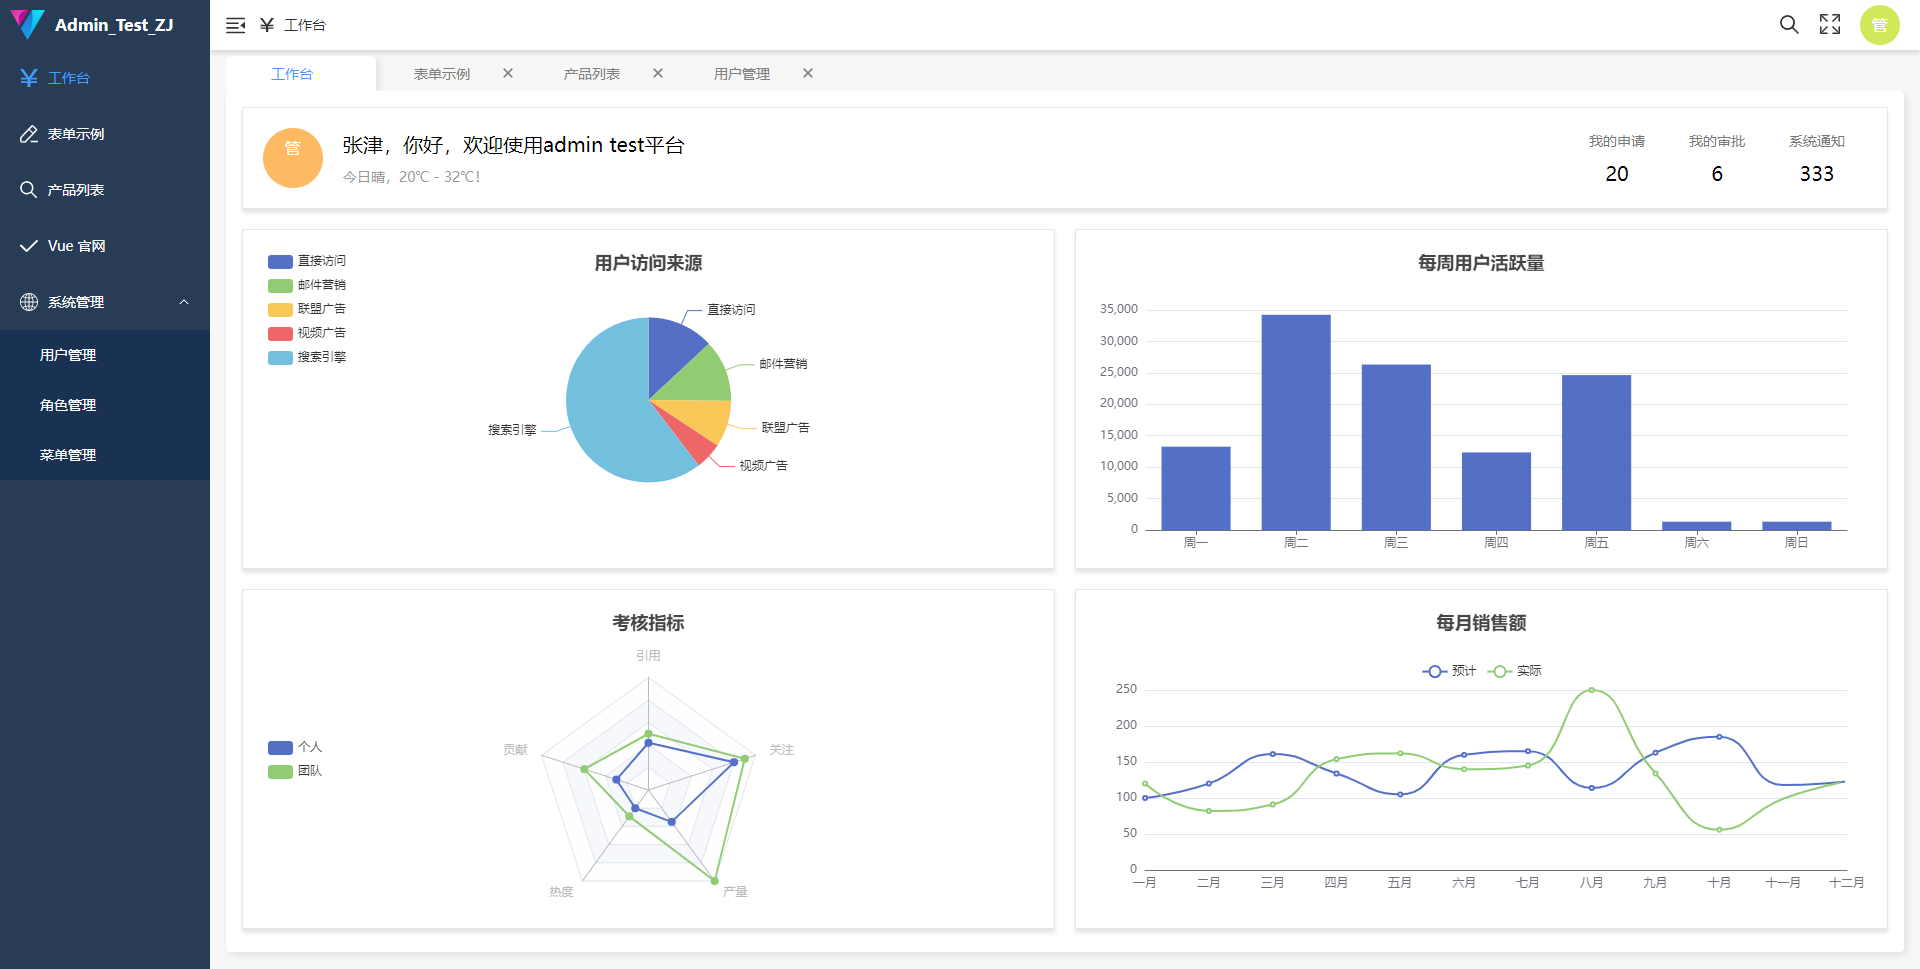 Admin_Test_ZJ
工作台
表单示例
产品列表
Vue 官网
系统管理
用户管理
角色管理
菜单管理
工作台
管
工作台
表单示例
产品列表
用户管理
管
张津，你好，欢迎使用admin test平台
今日晴，20℃ - 32℃！
我的申请
20
我的审批
6
系统通知
333
用户访问来源
直接访问
邮件营销
联盟广告
视频广告
搜索引擎
直接访问
邮件营销
联盟广告
视频广告
搜索引擎
每周用户活跃量
35,000
30,000
25,000
20,000
15,000
10,000
5,000
0
周一 周二 周三 周四 周五 周六 周日
考核指标
个人
团队
引用
贡献
关注
热度
产量
每月销售额
预计 实际
250
200
150
100
50
0
一月 二月 三月 四月 五月 六月 七月 八月 九月 十月 十一月 十二月